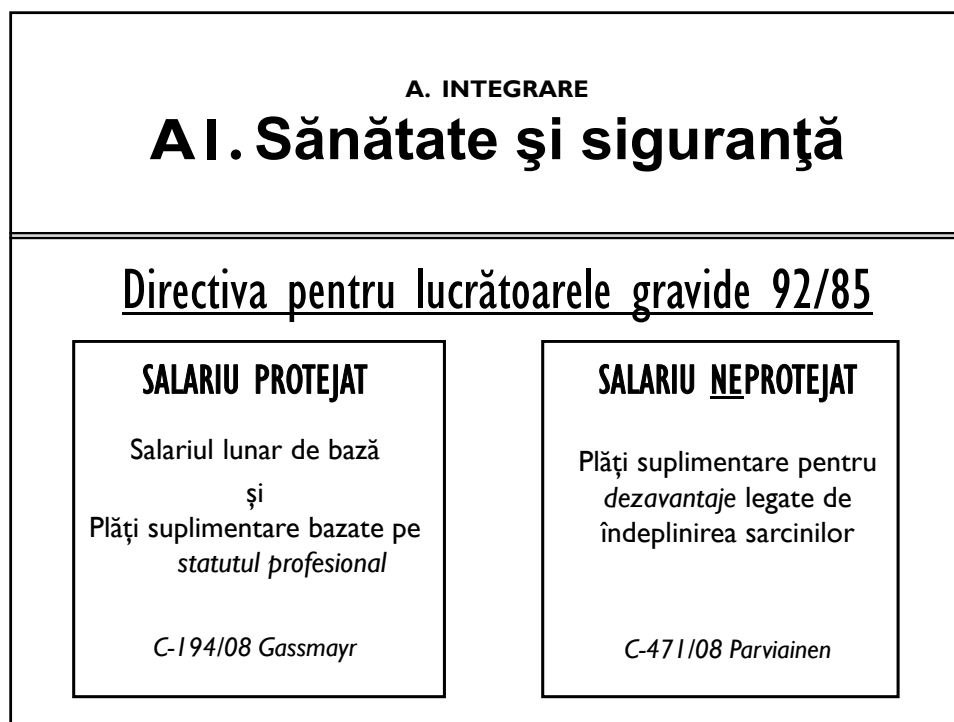 A. INTEGRARE
A1. Sănătate şi siguranţă
Directiva pentru lucrătoarele gravide 92/85
SALARIU PROTEJAT
Salariul lunar de bază
și
Plăți suplimentare bazate pe
statutul profesional
C-194/08 Gassmayr
SALARIU NEPROTEJAT
Plăți suplimentare pentru
dezavantaje legate de
îndeplinirea sarcinilor
C-471/08 Parviainen